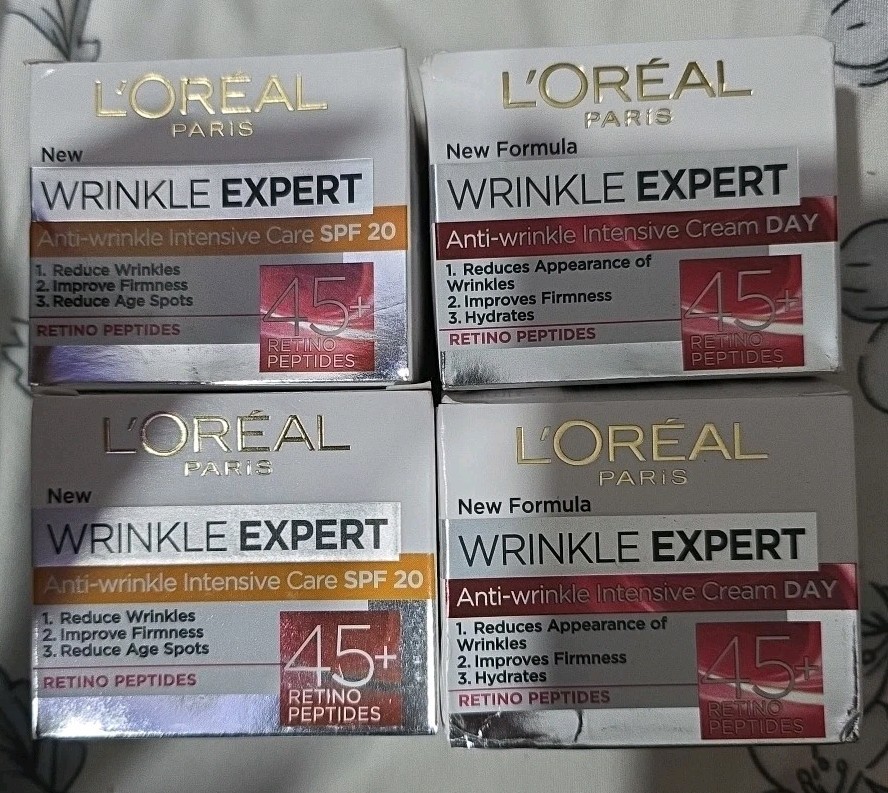 L'ORÉAL
PARIS
New
WRINKLE EXPERT
Anti-wrinkle Intensive Care SPF 20
1. Reduce Wrinkles
2. Improve Firmness
3. Reduce Age Spots
RETINO PEPTIDES
45+
RETINO
PEPTIDES
L'ORÉAL
PARIS
New Formula
WRINKLE EXPERT
Anti-wrinkle Intensive Cream DAY
1. Reduces Appearance of
Wrinkles
2. Improves Firmness
3. Hydrates
RETINO PEPTIDES
45+
RETINO
PEPTIDES
L'ORÉAL
PARIS
New
WRINKLE EXPERT
Anti-wrinkle Intensive Care SPF 20
1. Reduce Wrinkles
2. Improve Firmness
3. Reduce Age Spots
RETINO PEPTIDES
45+
RETINO
PEPTIDES
L'ORÉAL
PARIS
New Formula
WRINKLE EXPERT
Anti-wrinkle Intensive Cream DAY
1. Reduces Appearance of
Wrinkles
2. Improves Firmness
3. Hydrates
RETINO PEPTIDES
45+
RETINO
PEPTIDES